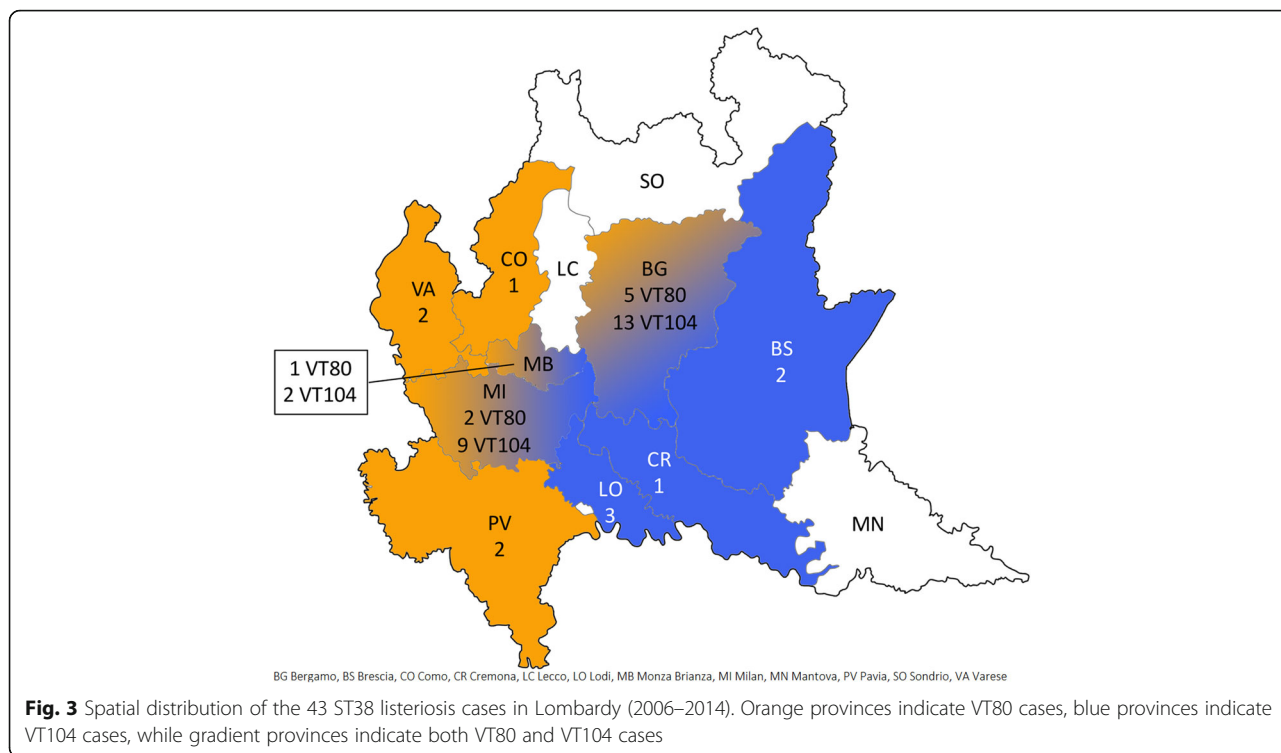 SO
CO
1
LC
BG
5 VT80
13 VT104
VA
2
BS
2
1 VT80
2 VT104
MB
MI
2 VT80
9 VT104
CR
1
LO
3
PV
2
MN
BG Bergamo, BS Brescia, CO Como, CR Cremona, LC Lecco, LO Lodi, MB Monza Brianza, MI Milan, MN Mantova, PV Pavia, SO Sondrio, VA Varese
Fig. 3 Spatial distribution of the 43 ST38 listeriosis cases in Lombardy (2006–2014). Orange provinces indicate VT80 cases, blue provinces indicate
VT104 cases, while gradient provinces indicate both VT80 and VT104 cases